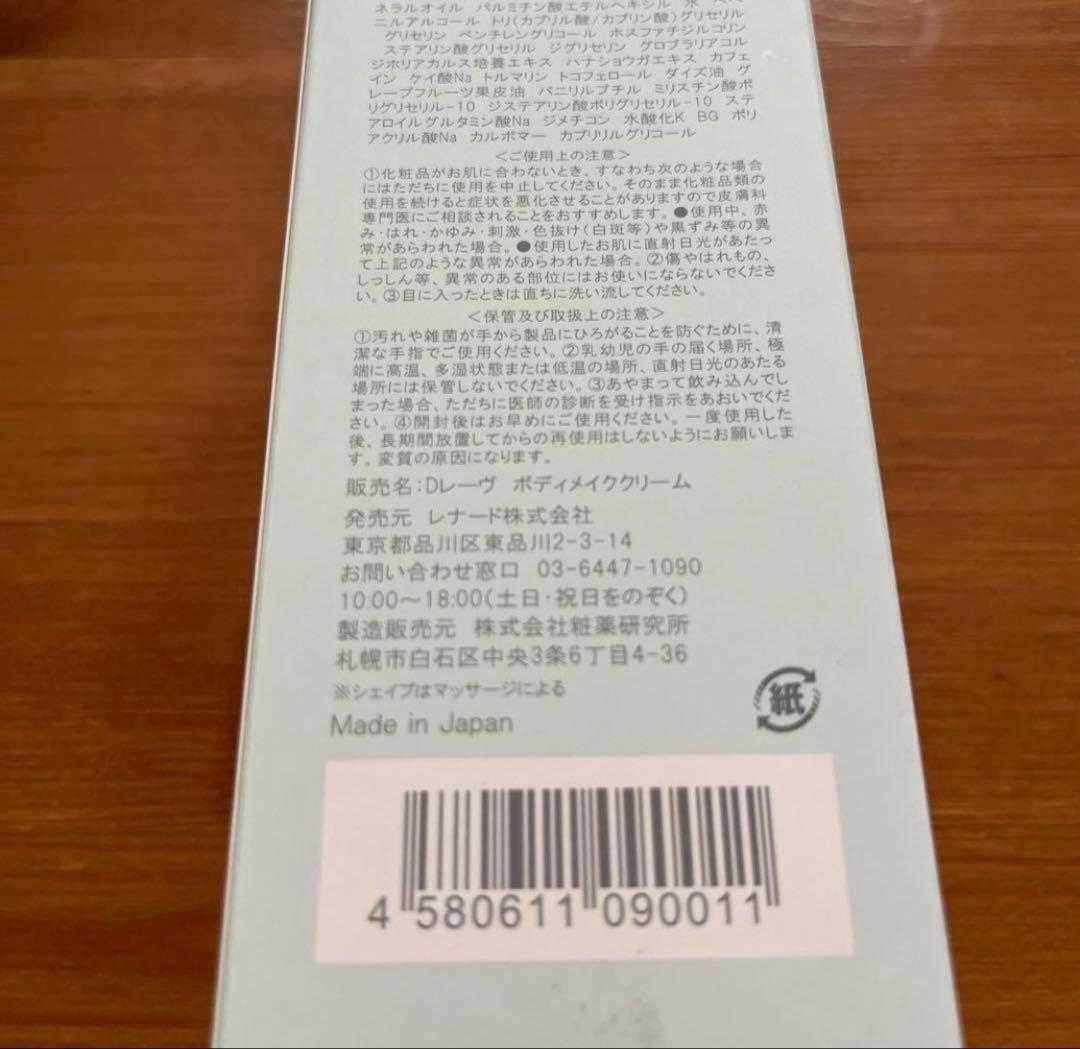 ネラルオイル パルミチン酸エチルヘキシル 水
ニルアルコール トリ(カプリル酸/カプリン酸)グリセリル
グリセリン ペンチレングリコール ホスファチジルコリン
ステアリン酸グリセリル ジグリセリン グロブラリアコル
ジホリアカルス培養エキス ハナショウガエキス カフェ
イン ケイ酸Na トルマリン トコフェロール ダイズ油 グ
レープフルーツ果皮油 バニリルブチル ミリスチン酸ポ
リグリセリル-10 ジステアリン酸ポリグリセリル-10 ステ
アロイルグルタミン酸Na ジメチコン 水酸化K BG ポリ
アクリル酸Na カルボマー カプリリルグリコール
<ご使用上の注意>
①化粧品がお肌に合わないとき、すなわち次のような場合
にはただちに使用を中止してください。そのまま化粧品類の
使用を続けると症状を悪化させることがありますので皮膚科
専門医にご相談されることをおすすめします。●使用中、赤
み・はれ・かゆみ・刺激・色抜け(白斑等)や黒ずみ等の異
常があらわれた場合。●使用したお肌に直射日光があたっ
て上記のような異常があらわれた場合。②傷やはれもの、
しっしん等、異常のある部位にはお使いにならないでくださ
い。③目に入ったときは直ちに洗い流してください。
<保管及び取扱上の注意>
①汚れや雑菌が手から製品にひろがることを防ぐために、清
潔な手指でご使用ください。②乳幼児の手の届く場所、極
端に高温、多湿状態または低温の場所、直射日光のあたる
場所には保管しないでください。③あやまって飲み込んでし
まった場合、ただちに医師の診断を受け指示をあおいでくだ
さい。④開封後はお早めにご使用ください。一度使用した
後、長期間放置してからの再使用はしないようにお願いしま
す。変質の原因になります。
販売名:Dレーヴ ボディメイククリーム
発売元 レナード株式会社
東京都品川区東品川2-3-14
お問い合わせ窓口 03-6447-1090
10:00〜18:00(土日・祝日をのぞく)
製造販売元 株式会社粧薬研究所
札幌市白石区中央3条6丁目4-36
※シェイプはマッサージによる
Made in Japan
紙
4 580611 090011